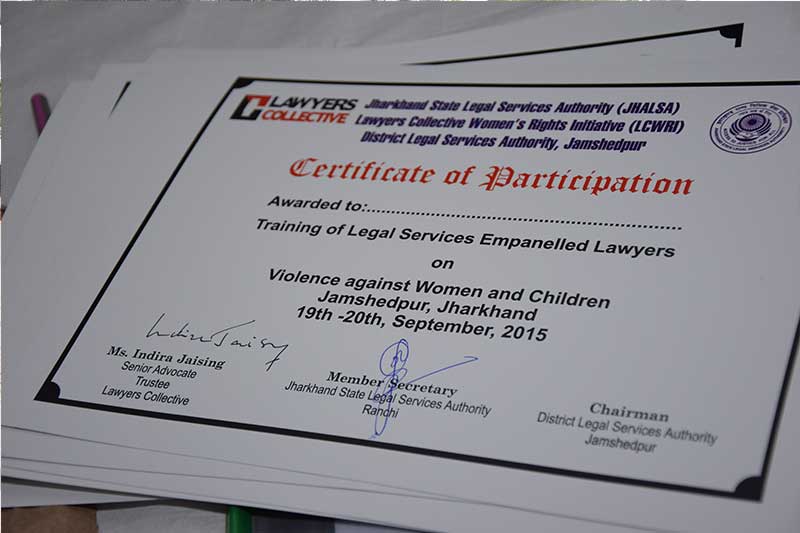 LAWYERS
COLLECTIVE
Jharkhand State Legal Services Authority (JHALSA)
Lawyers Collective Women's Rights Initiative (LCWRI)
District Legal Services Authority, Jamshedpur
Certificate of Participation
Awarded to:..........................................................................
Training of Legal Services Empanelled Lawyers
on
Violence against Women and Children
Jamshedpur, Jharkhand
19th -20th, September, 2015
Indira Jaising
Ms. Indira Jaising
Senior Advocate
Trustee
Lawyers Collective
Member Secretary
Jharkhand State Legal Services Authority
Ranchi
Chairman
District Legal Services Authority
Jamshedpur